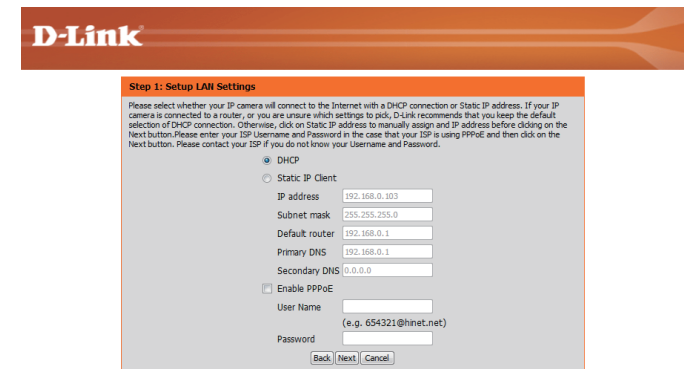 D-Link
Step 1: Setup LAN Settings
Please select whether your IP camera will connect to the Internet with a DHCP connection or Static IP address. If your IP
camera is connected to a router, or you are unsure which settings to pick, D-Link recommends that you keep the default
selection of DHCP connection. Otherwise, click on Static IP address to manually assign and IP address before clicking on the
Next button.Please enter your ISP Username and Password in the case that your ISP is using PPPoE and then click on the
Next button. Please contact your ISP if you do not know your Username and Password.
DHCP
Static IP Client
IP address 192.168.0.103
Subnet mask 255.255.255.0
Default router 192.168.0.1
Primary DNS 192.168.0.1
Secondary DNS 0.0.0.0
Enable PPPoE
User Name
(e.g. 654321@hinet.net)
Password
Back Next Cancel